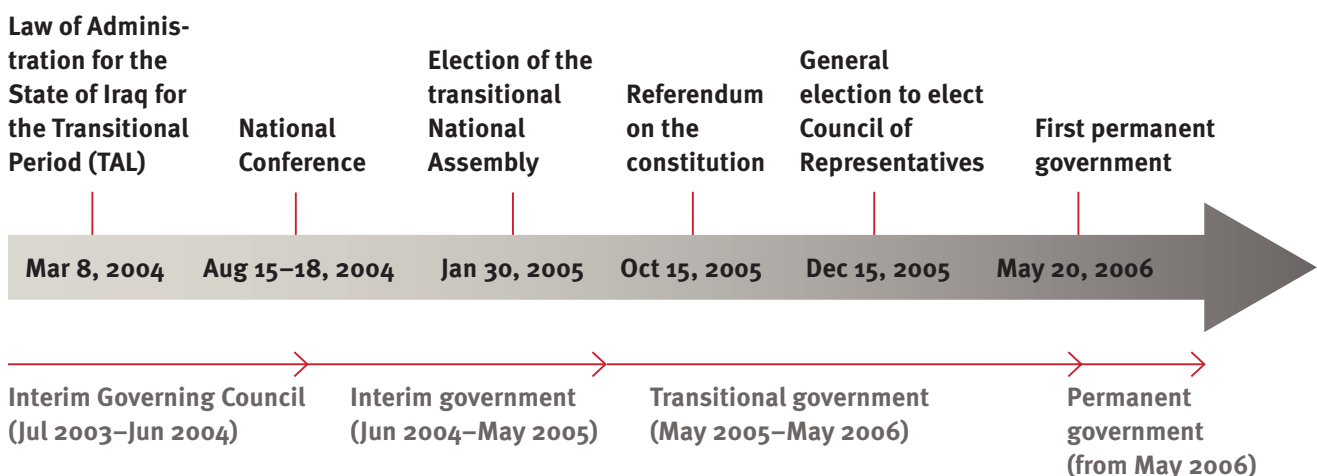 Law of Adminis-
tration for the
State of Iraq for
the Transitional
Period (TAL)
National
Conference
Election of the
transitional
National
Assembly
Referendum
on the
constitution
General
election to elect
Council of
Representatives
First permanent
government
Mar 8, 2004
Aug 15–18, 2004
Jan 30, 2005
Oct 15, 2005
Dec 15, 2005
May 20, 2006
Interim Governing Council
(Jul 2003–Jun 2004)
Interim government
(Jun 2004–May 2005)
Transitional government
(May 2005–May 2006)
Permanent
government
(from May 2006)